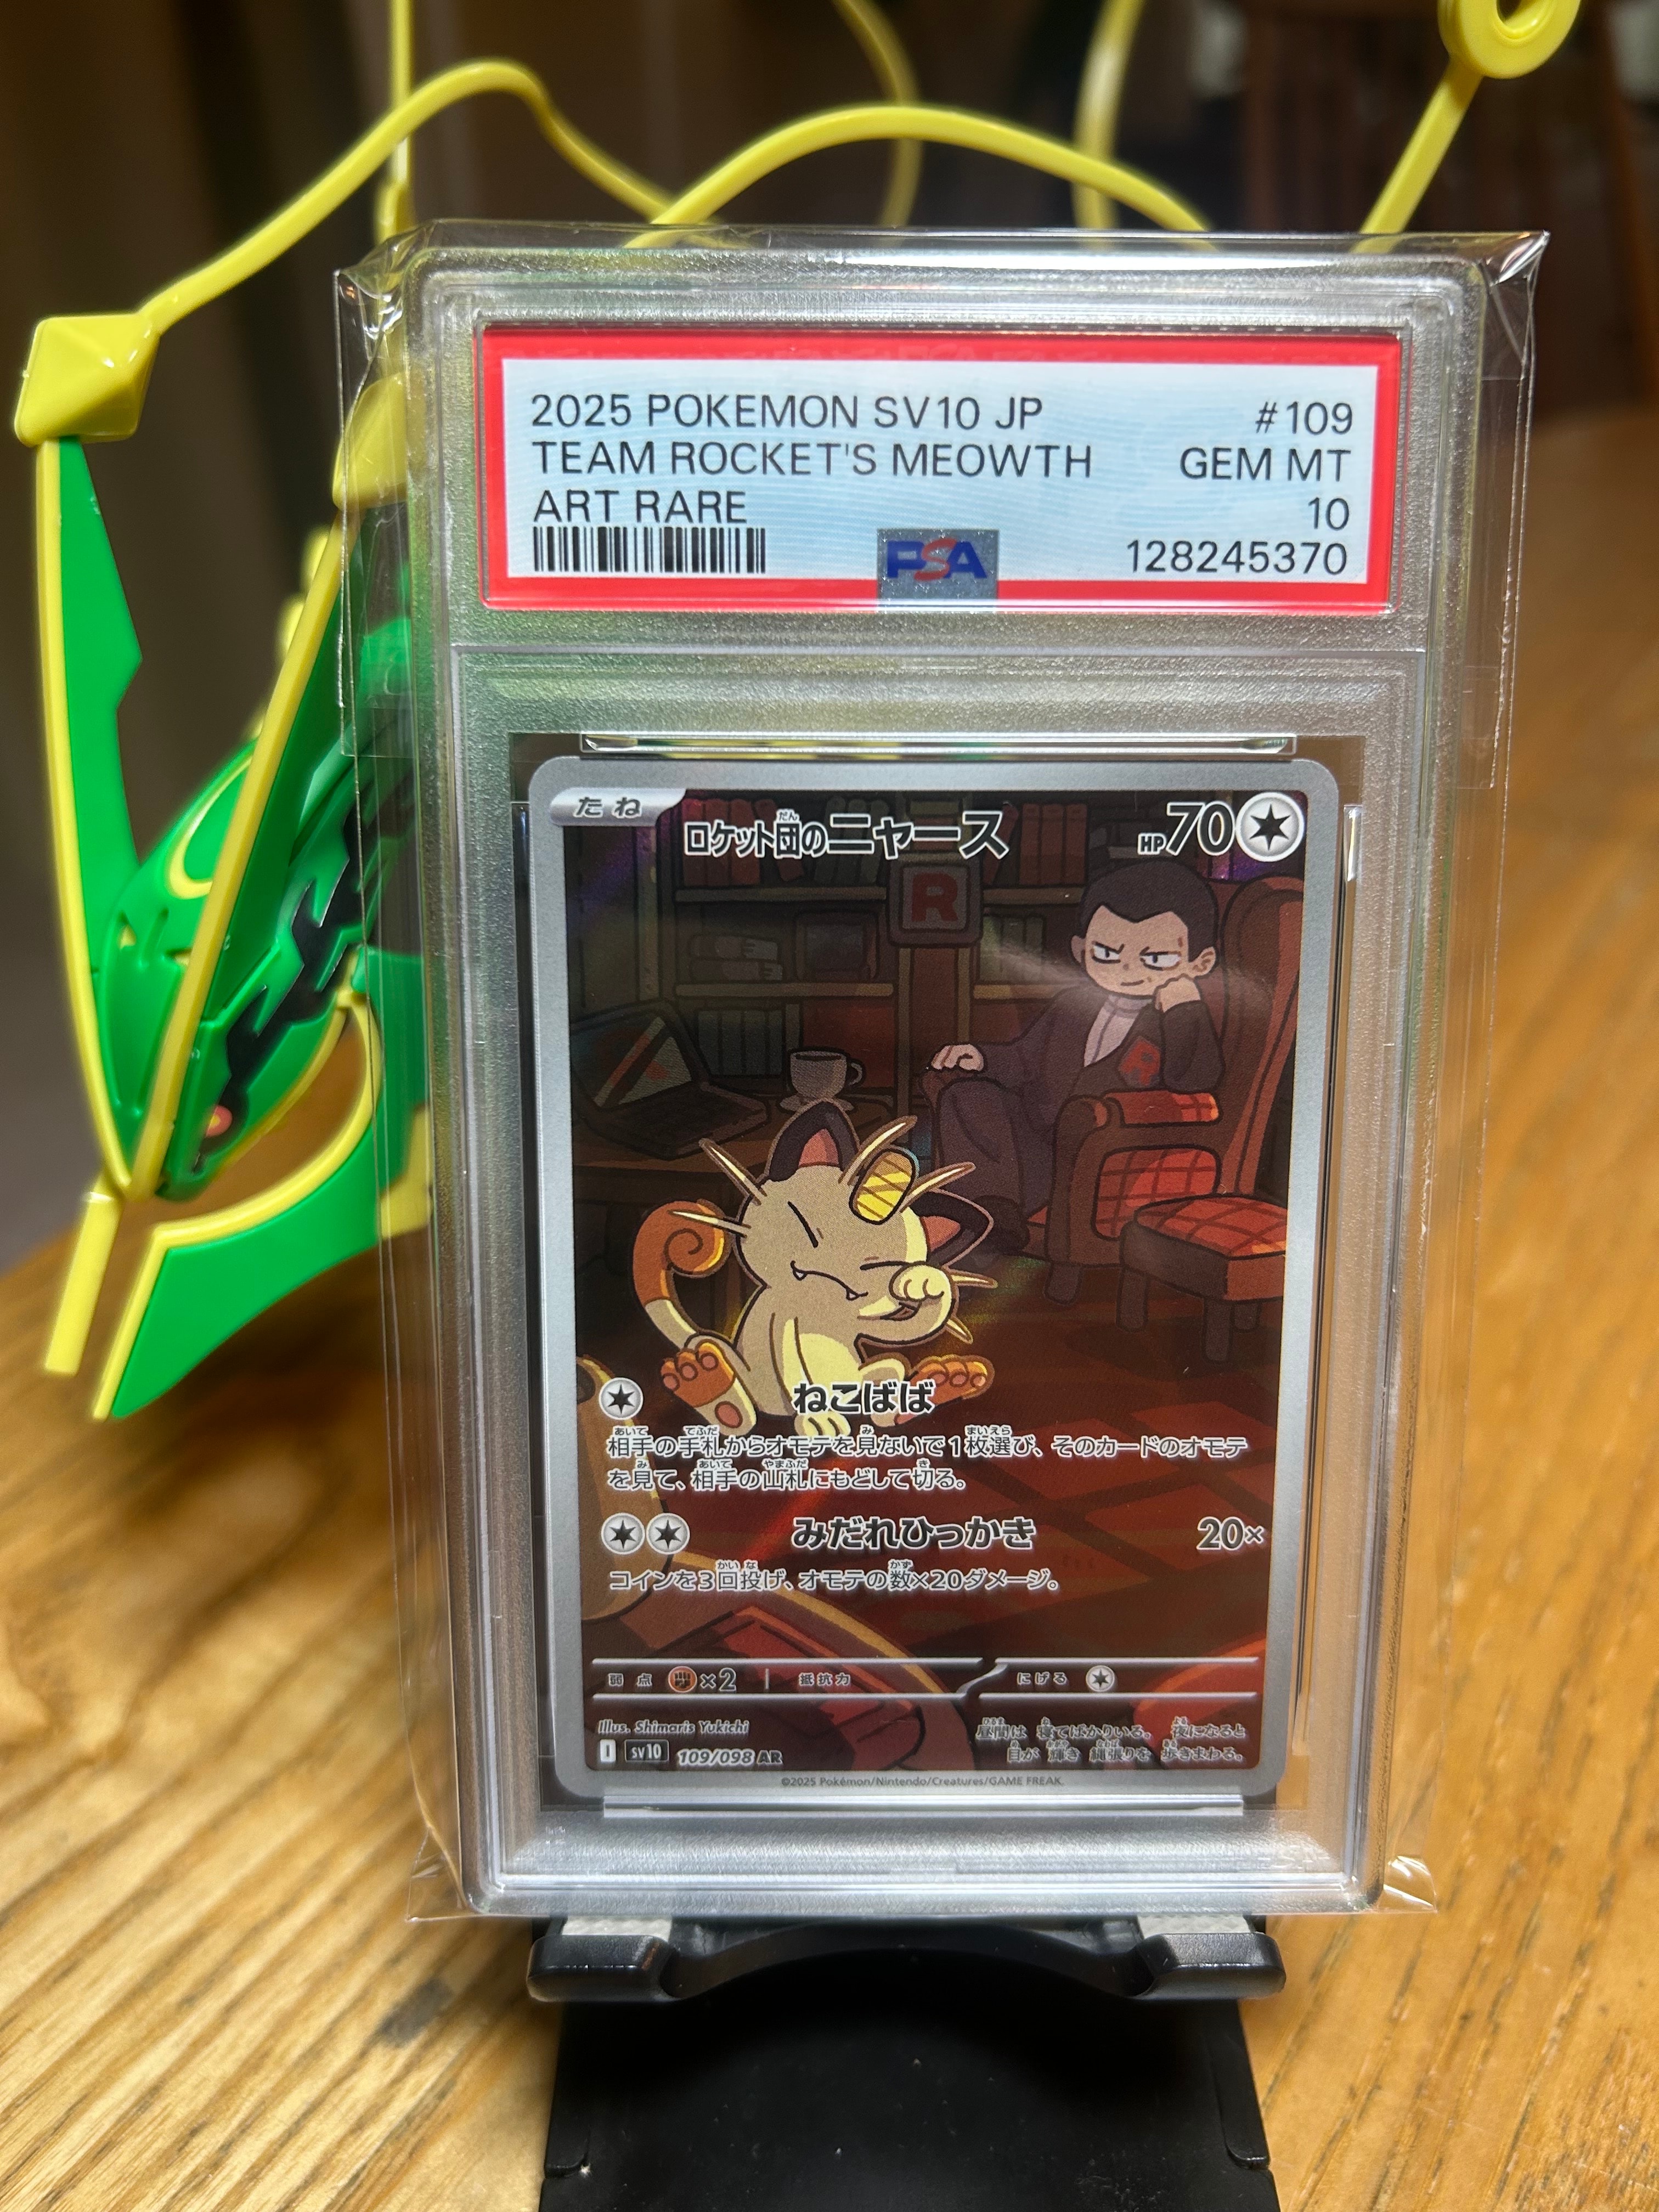 2025 POKEMON SV10 JP #109
TEAM ROCKET'S MEOWTH GEM MT
ART RARE 10
PSA 128245370
たね ロケット団のニャース HP70
だん
R
R
ねこばば
相手の手札からオモテを見ないで1枚選び、そのカードのオモテ
を見て、相手の山札にもどして切る。
みだれひっかき 20×
コインを3回投げ、オモテの数×20ダメージ。
弱点 ×2 抵抗力 にげる
Illus. Shimaris Yukichi
昼間は 寝てばかりいる。 夜になると
目が 輝き 縄張りを 歩きまわる。
I sv10 109/098 AR
©2025 Pokémon/Nintendo/Creatures/GAME FREAK.